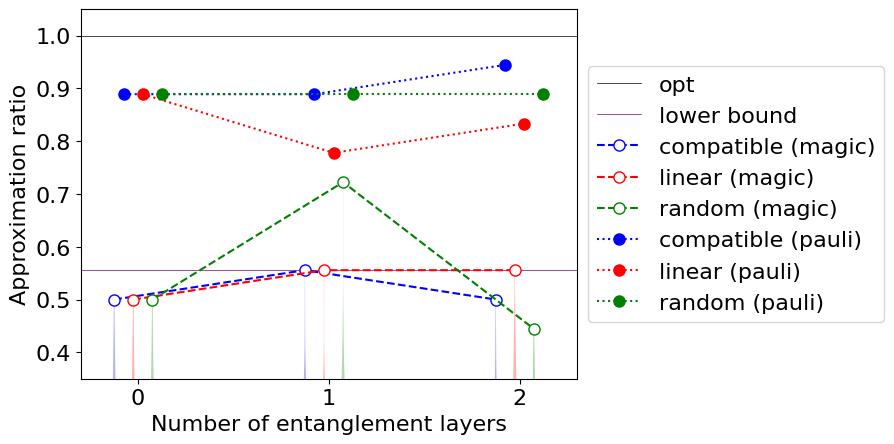 1.0
0.9
0.8
0.7
0.6
0.5
0.4
Approximation ratio
0 1 2
Number of entanglement layers
opt
lower bound
compatible (magic)
linear (magic)
random (magic)
compatible (pauli)
linear (pauli)
random (pauli)